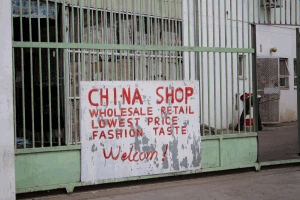 CHINA SHOP
WHOLESALE RETAIL
LOWEST PRICE
FASHION TASTE
Welcom!